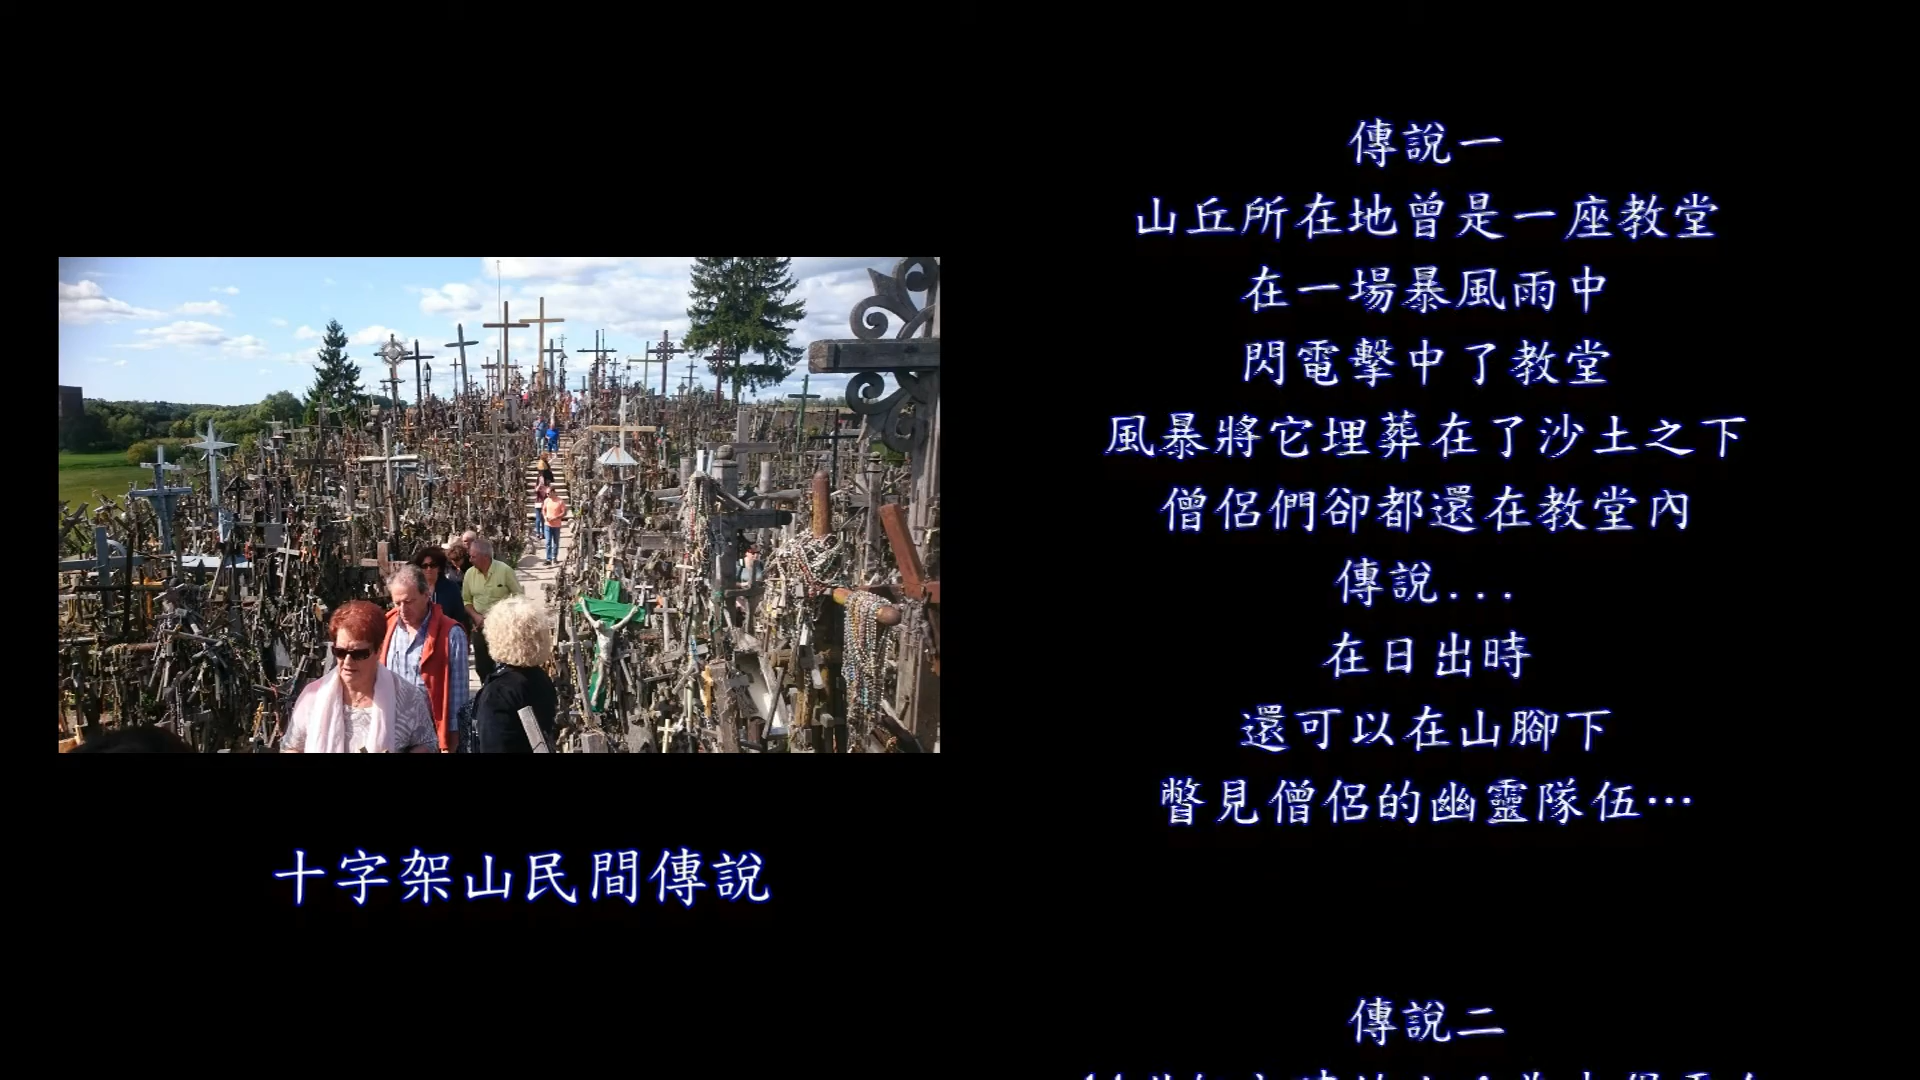 十字架山民間傳說
傳說一
山丘所在地曾是一座教堂
在一場暴風雨中
閃電擊中了教堂
風暴將它埋葬在了沙土之下
僧侶們卻都還在教堂內
傳說...
在日出時
還可以在山腳下
瞥見僧侶的幽靈隊伍…
傳說二